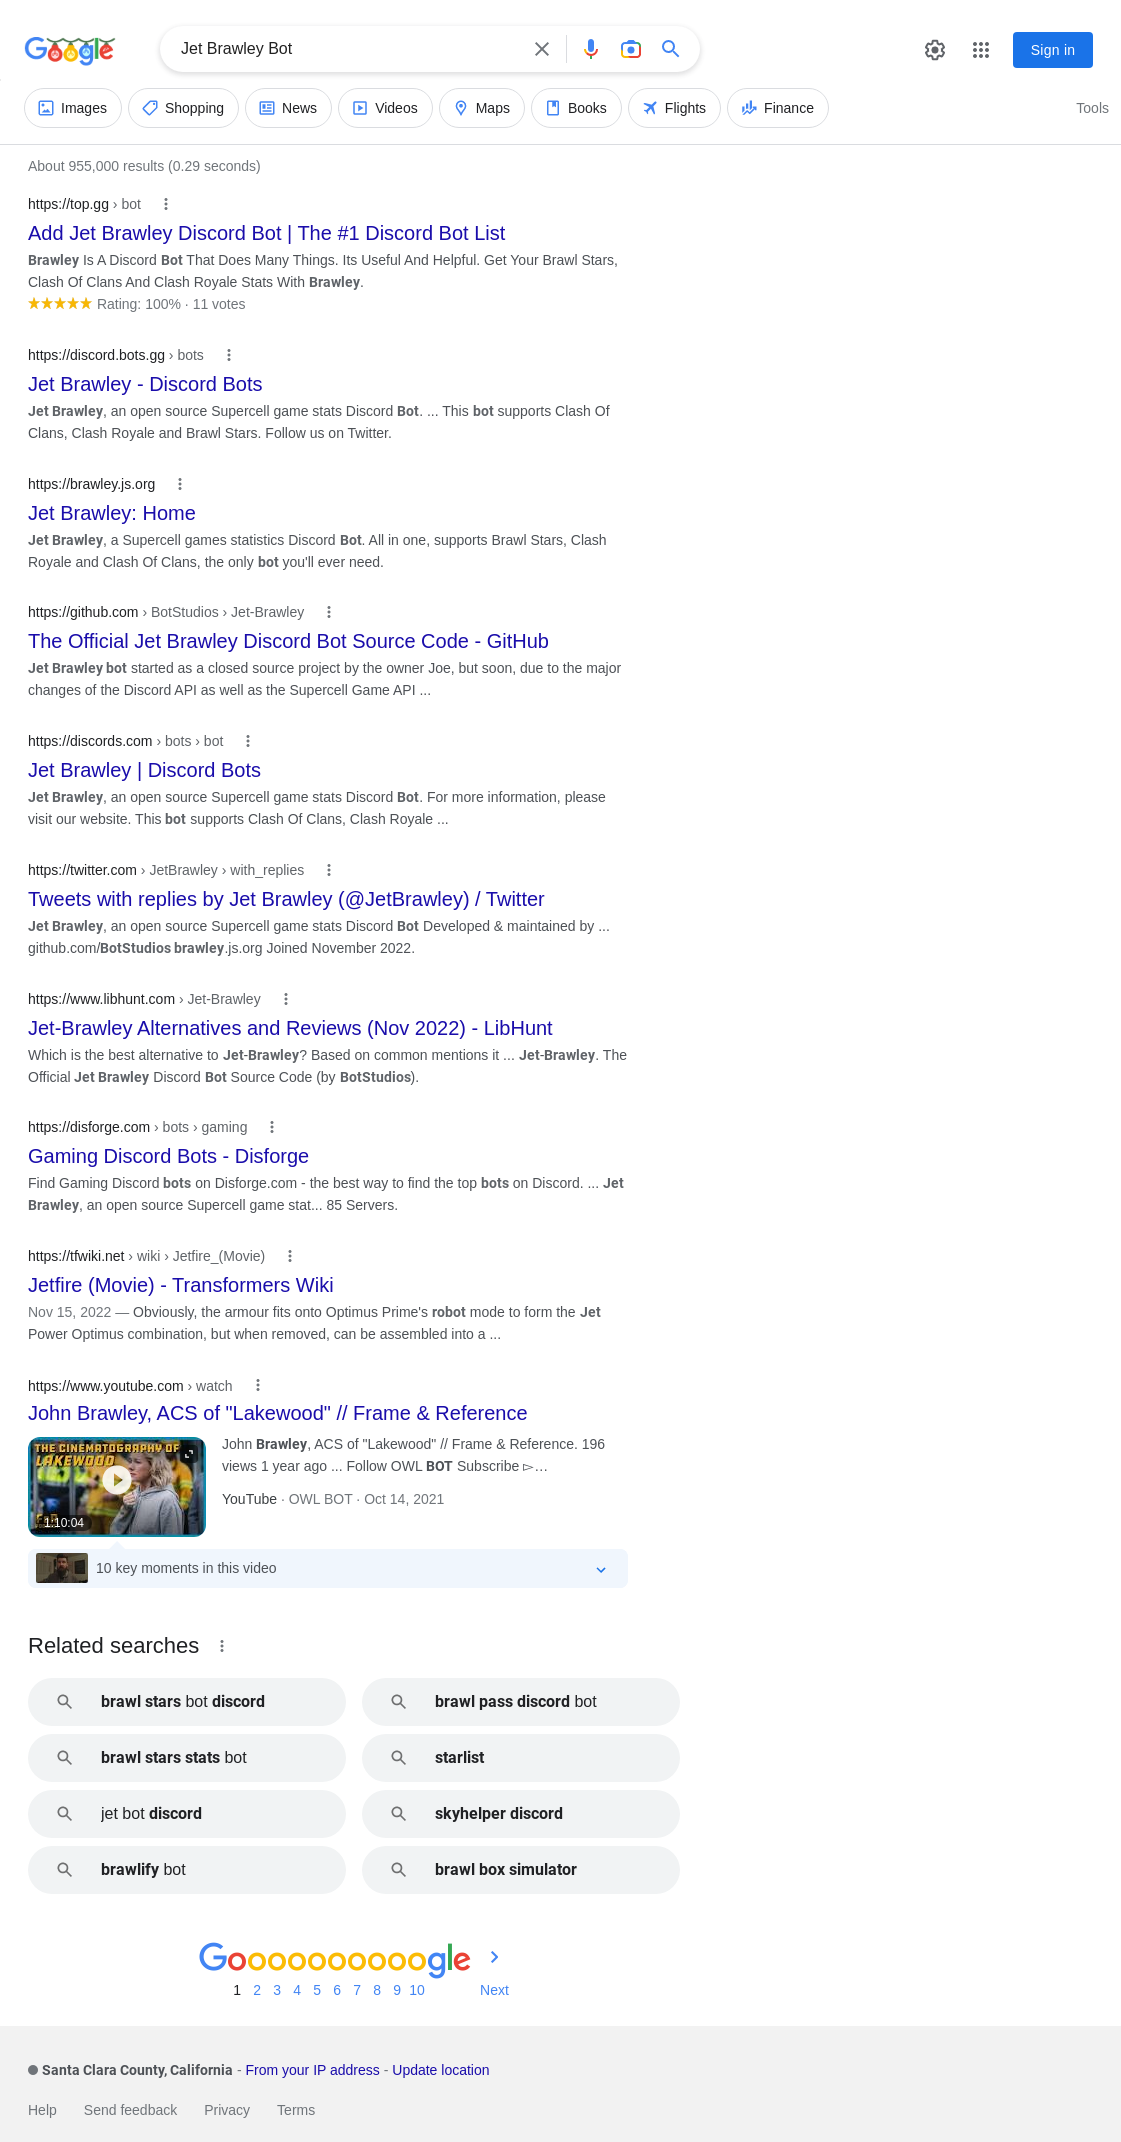 Google
Jet Brawley Bot
Sign in
Images
Shopping
News
Videos
Maps
Books
Flights
Finance
Tools
About 955,000 results (0.29 seconds)
https://top.gg › bot
Add Jet Brawley Discord Bot | The #1 Discord Bot List
Brawley Is A Discord Bot That Does Many Things. Its Useful And Helpful. Get Your Brawl Stars,
Clash Of Clans And Clash Royale Stats With Brawley.
Rating: 100% · 11 votes
https://discord.bots.gg › bots
Jet Brawley - Discord Bots
Jet Brawley, an open source Supercell game stats Discord Bot. ... This bot supports Clash Of
Clans, Clash Royale and Brawl Stars. Follow us on Twitter.
https://brawley.js.org
Jet Brawley: Home
Jet Brawley, a Supercell games statistics Discord Bot. All in one, supports Brawl Stars, Clash
Royale and Clash Of Clans, the only bot you'll ever need.
https://github.com › BotStudios › Jet-Brawley
The Official Jet Brawley Discord Bot Source Code - GitHub
Jet Brawley bot started as a closed source project by the owner Joe, but soon, due to the major
changes of the Discord API as well as the Supercell Game API ...
https://discords.com › bots › bot
Jet Brawley | Discord Bots
Jet Brawley, an open source Supercell game stats Discord Bot. For more information, please
visit our website. This bot supports Clash Of Clans, Clash Royale ...
https://twitter.com › JetBrawley › with_replies
Tweets with replies by Jet Brawley (@JetBrawley) / Twitter
Jet Brawley, an open source Supercell game stats Discord Bot Developed & maintained by ...
github.com/BotStudios brawley.js.org Joined November 2022.
https://www.libhunt.com › Jet-Brawley
Jet-Brawley Alternatives and Reviews (Nov 2022) - LibHunt
Which is the best alternative to Jet-Brawley? Based on common mentions it ... Jet-Brawley. The
Official Jet Brawley Discord Bot Source Code (by BotStudios).
https://disforge.com › bots › gaming
Gaming Discord Bots - Disforge
Find Gaming Discord bots on Disforge.com - the best way to find the top bots on Discord. ... Jet
Brawley, an open source Supercell game stat... 85 Servers.
https://tfwiki.net › wiki › Jetfire_(Movie)
Jetfire (Movie) - Transformers Wiki
Nov 15, 2022 — Obviously, the armour fits onto Optimus Prime's robot mode to form the Jet
Power Optimus combination, but when removed, can be assembled into a ...
https://www.youtube.com › watch
John Brawley, ACS of "Lakewood" // Frame & Reference
THE CINEMATOGRAPHY OF
LAKEWOOD
1:10:04
John Brawley, ACS of "Lakewood" // Frame & Reference. 196
views 1 year ago ... Follow OWL BOT Subscribe ▻…
YouTube · OWL BOT · Oct 14, 2021
10 key moments in this video
Related searches
brawl stars bot discord
brawl pass discord bot
brawl stars stats bot
starlist
jet bot discord
skyhelper discord
brawlify bot
brawl box simulator
Goooooooooogle
1 2 3 4 5 6 7 8 9 10 Next
Santa Clara County, California - From your IP address - Update location
Help Send feedback Privacy Terms